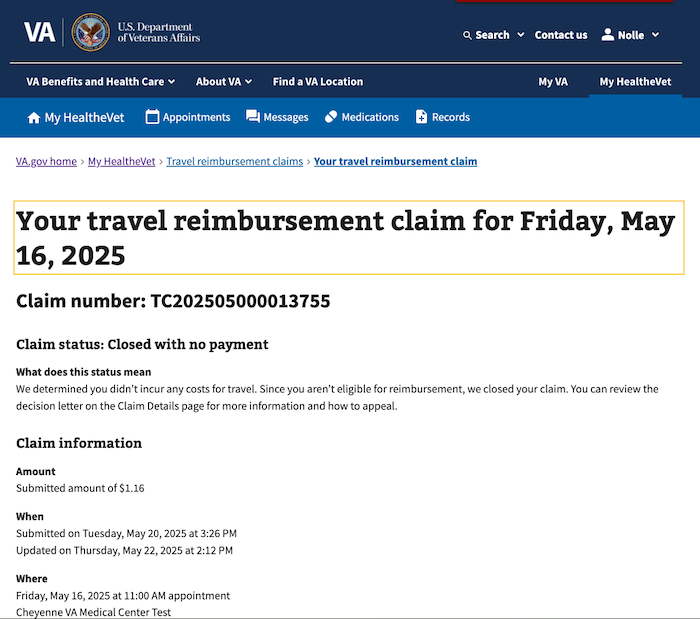 VA
U.S. Department
of Veterans Affairs
Search
Contact us
Nolle
VA Benefits and Health Care
About VA
Find a VA Location
My VA
My HealtheVet
My HealtheVet
Appointments
Messages
Medications
Records
VA.gov home › My HealtheVet › Travel reimbursement claims › Your travel reimbursement claim
Your travel reimbursement claim for Friday, May
16, 2025
Claim number: TC202505000013755
Claim status: Closed with no payment
What does this status mean
We determined you didn’t incur any costs for travel. Since you aren’t eligible for reimbursement, we closed your claim. You can review the
decision letter on the Claim Details page for more information and how to appeal.
Claim information
Amount
Submitted amount of $1.16
When
Submitted on Tuesday, May 20, 2025 at 3:26 PM
Updated on Thursday, May 22, 2025 at 2:12 PM
Where
Friday, May 16, 2025 at 11:00 AM appointment
Cheyenne VA Medical Center Test